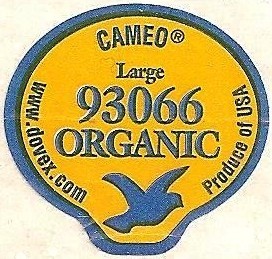 CAMEO®
Large
93066
ORGANIC
www.dovex.com
Produce of USA